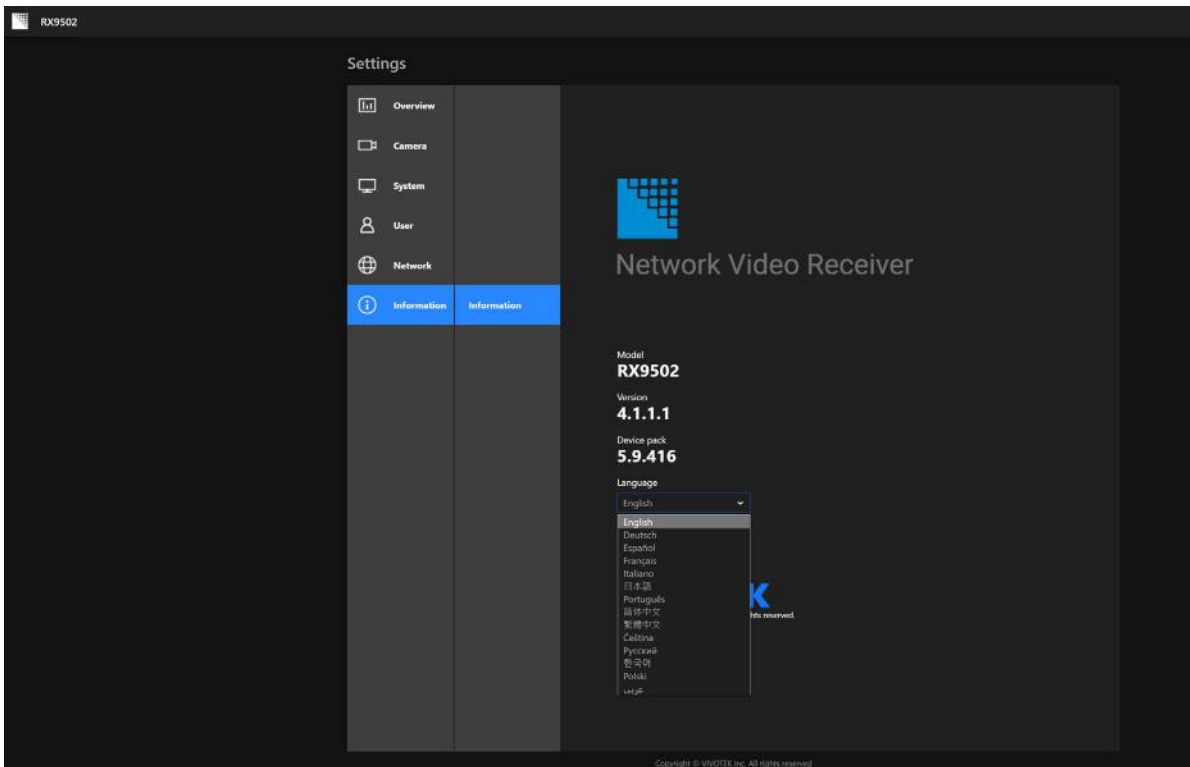 RX9502
Settings
Overview
Camera
System
User
Network
Information Information
Network Video Receiver
Model
RX9502
Version
4.1.1.1
Device pack
5.9.416
Language
English
English
Deutsch
Español
Français
Italiano
日本語
Português
简体中文
繁體中文
Čeština
Русский
한국어
Polski
عربي
K
hts reserved.
Copyright © VIVOTEK Inc. All rights reserved